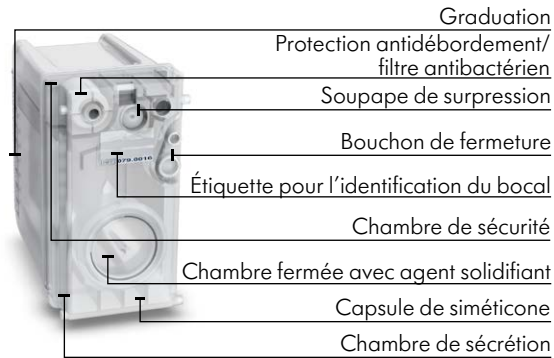 Graduation
Protection antidébordement/
filtre antibactérien
Soupape de surpression
Bouchon de fermeture
Étiquette pour l'identification du bocal
Chambre de sécurité
Chambre fermée avec agent solidifiant
Capsule de siméticone
Chambre de sécrétion